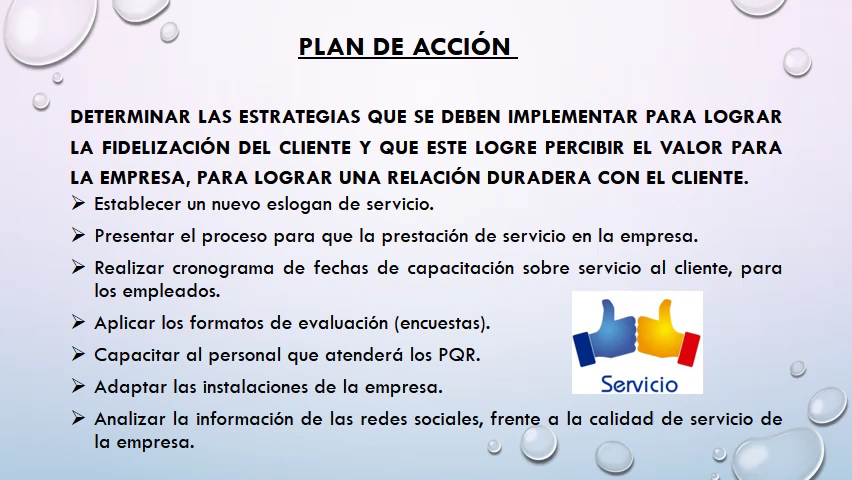 PLAN DE ACCIÓN
DETERMINAR LAS ESTRATEGIAS QUE SE DEBEN IMPLEMENTAR PARA LOGRAR
LA FIDELIZACIÓN DEL CLIENTE Y QUE ESTE LOGRE PERCIBIR EL VALOR PARA
LA EMPRESA, PARA LOGRAR UNA RELACIÓN DURADERA CON EL CLIENTE.
➢ Establecer un nuevo eslogan de servicio.
➢ Presentar el proceso para que la prestación de servicio en la empresa.
➢ Realizar cronograma de fechas de capacitación sobre servicio al cliente, para
los empleados.
➢ Aplicar los formatos de evaluación (encuestas).
➢ Capacitar al personal que atenderá los PQR.
➢ Adaptar las instalaciones de la empresa.
Servicio
➢ Analizar la información de las redes sociales, frente a la calidad de servicio de
la empresa.